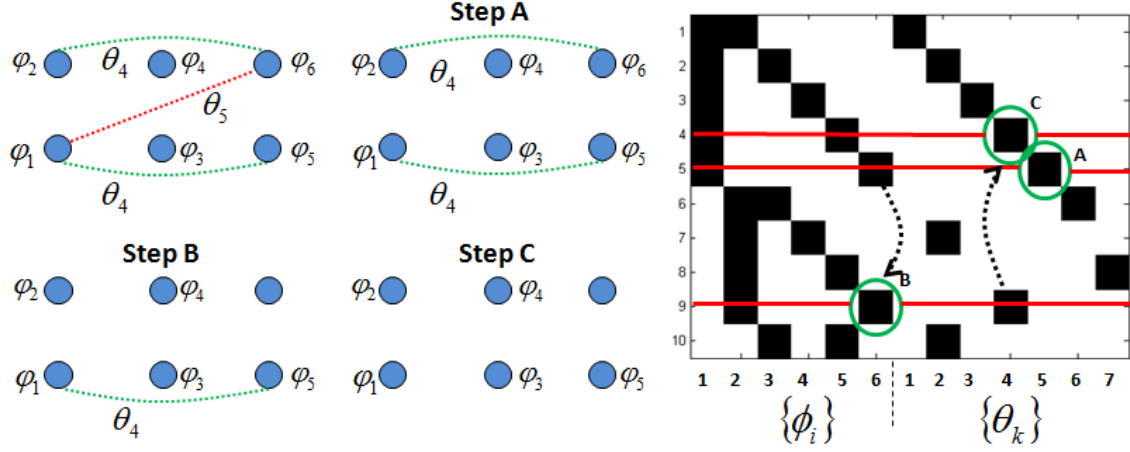 Step A
φ2 θ4 φ4 φ6
θ5
φ1 φ3 φ5
θ4
φ2 θ4 φ4 φ6
φ1 φ3 φ5
θ4
Step B
φ2 φ4
φ1 φ3 φ5
θ4
Step C
φ2 φ4
φ1 φ3 φ5
1
2
3
4
5
6
7
8
9
10
C
A
B
1 2 3 4 5 6 1 2 3 4 5 6 7
{ϕi} {θk}